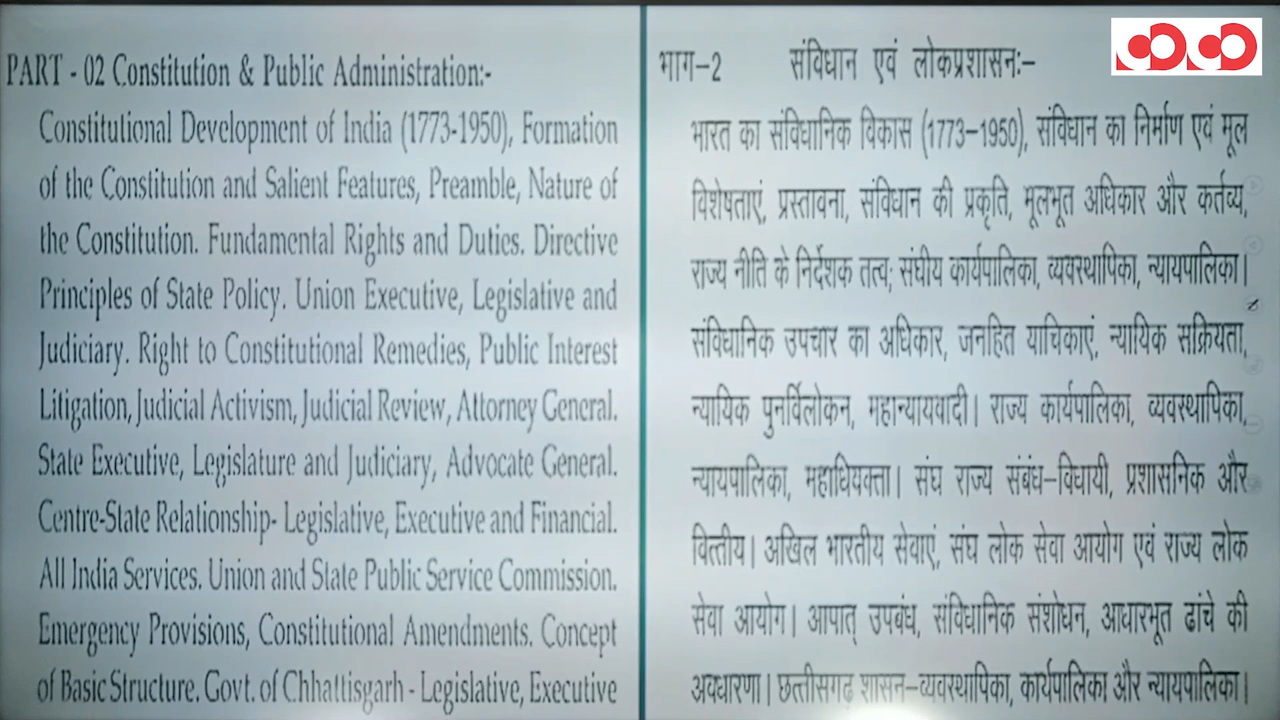 PART - 02 Constitution & Public Administration:-
Constitutional Development of India (1773-1950), Formation
of the Constitution and Salient Features, Preamble, Nature of
the Constitution. Fundamental Rights and Duties. Directive
Principles of State Policy. Union Executive, Legislative and
Judiciary. Right to Constitutional Remedies, Public Interest
Litigation, Judicial Activism, Judicial Review, Attorney General.
State Executive, Legislature and Judiciary, Advocate General.
Centre-State Relationship- Legislative, Executive and Financial.
All India Services. Union and State Public Service Commission.
Emergency Provisions, Constitutional Amendments. Concept
of Basic Structure. Govt. of Chhattisgarh - Legislative, Executive
भाग–2 संविधान एवं लोकप्रशासनः–
भारत का संविधानिक विकास (1773–1950), संविधान का निर्माण एवं मूल
विशेषताएं, प्रस्तावना, संविधान की प्रकृति, मूलभूत अधिकार और कर्तव्य,
राज्य नीति के निर्देशक तत्व; संघीय कार्यपालिका, व्यवस्थापिका, न्यायपालिका।
संविधानिक उपचार का अधिकार, जनहित याचिकाएं, न्यायिक सक्रियता,
न्यायिक पुनर्विलोकन, महान्यायवादी। राज्य कार्यपालिका, व्यवस्थापिका,
न्यायपालिका, महाधिवक्ता। संघ राज्य संबंध–विधायी, प्रशासनिक और
वित्तीय। अखिल भारतीय सेवाएं, संघ लोक सेवा आयोग एवं राज्य लोक
सेवा आयोग। आपात् उपबंध, संविधानिक संशोधन, आधारभूत ढांचे की
अवधारणा। छत्तीसगढ़ शासन–व्यवस्थापिका, कार्यपालिका और न्यायपालिका।